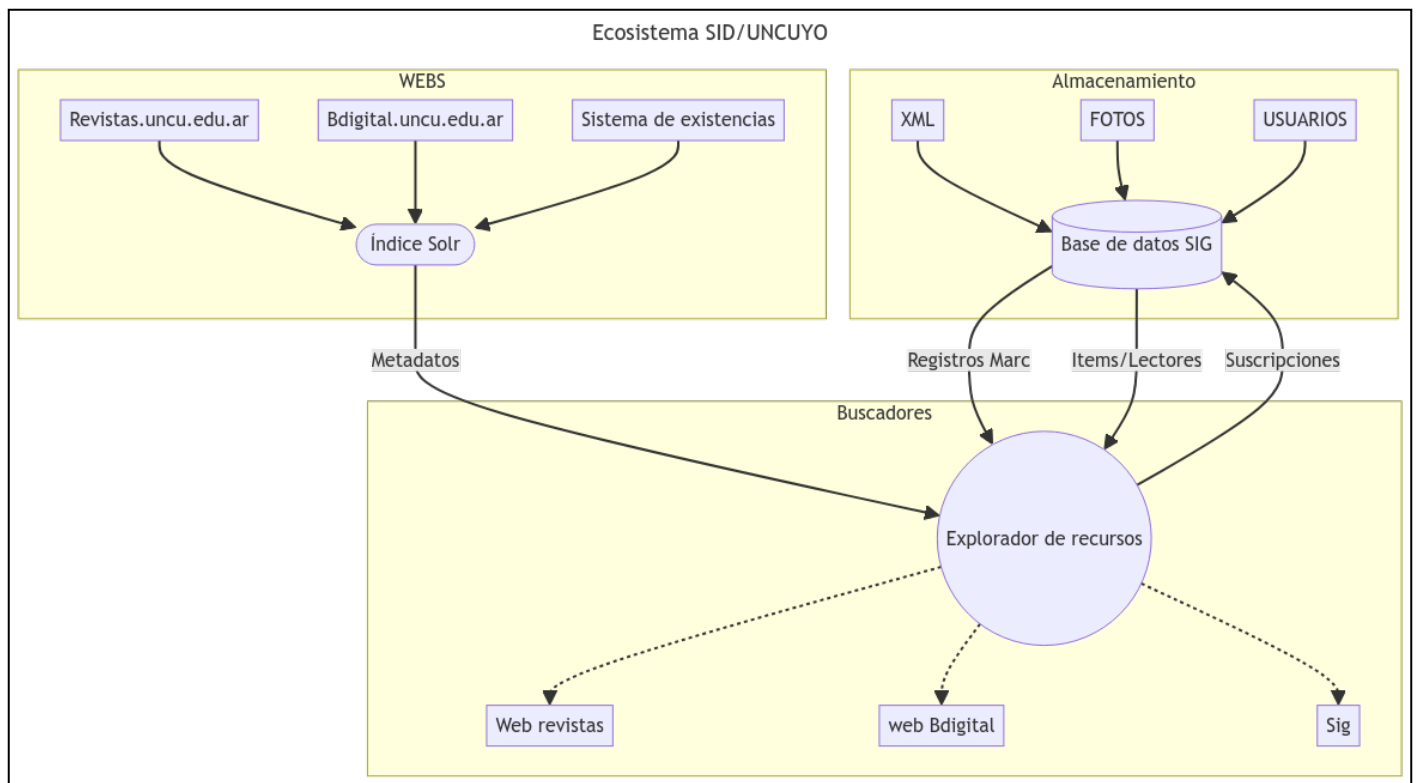 Ecosistema SID/UNCUYO
WEBS
Revistas.uncu.edu.ar
Bdigital.uncu.edu.ar
Sistema de existencias
Índice Solr
Almacenamiento
XML
FOTOS
USUARIOS
Base de datos SIG
Metadatos
Registros Marc
Items/Lectores
Suscripciones
Buscadores
Explorador de recursos
Web revistas
web Bdigital
Sig